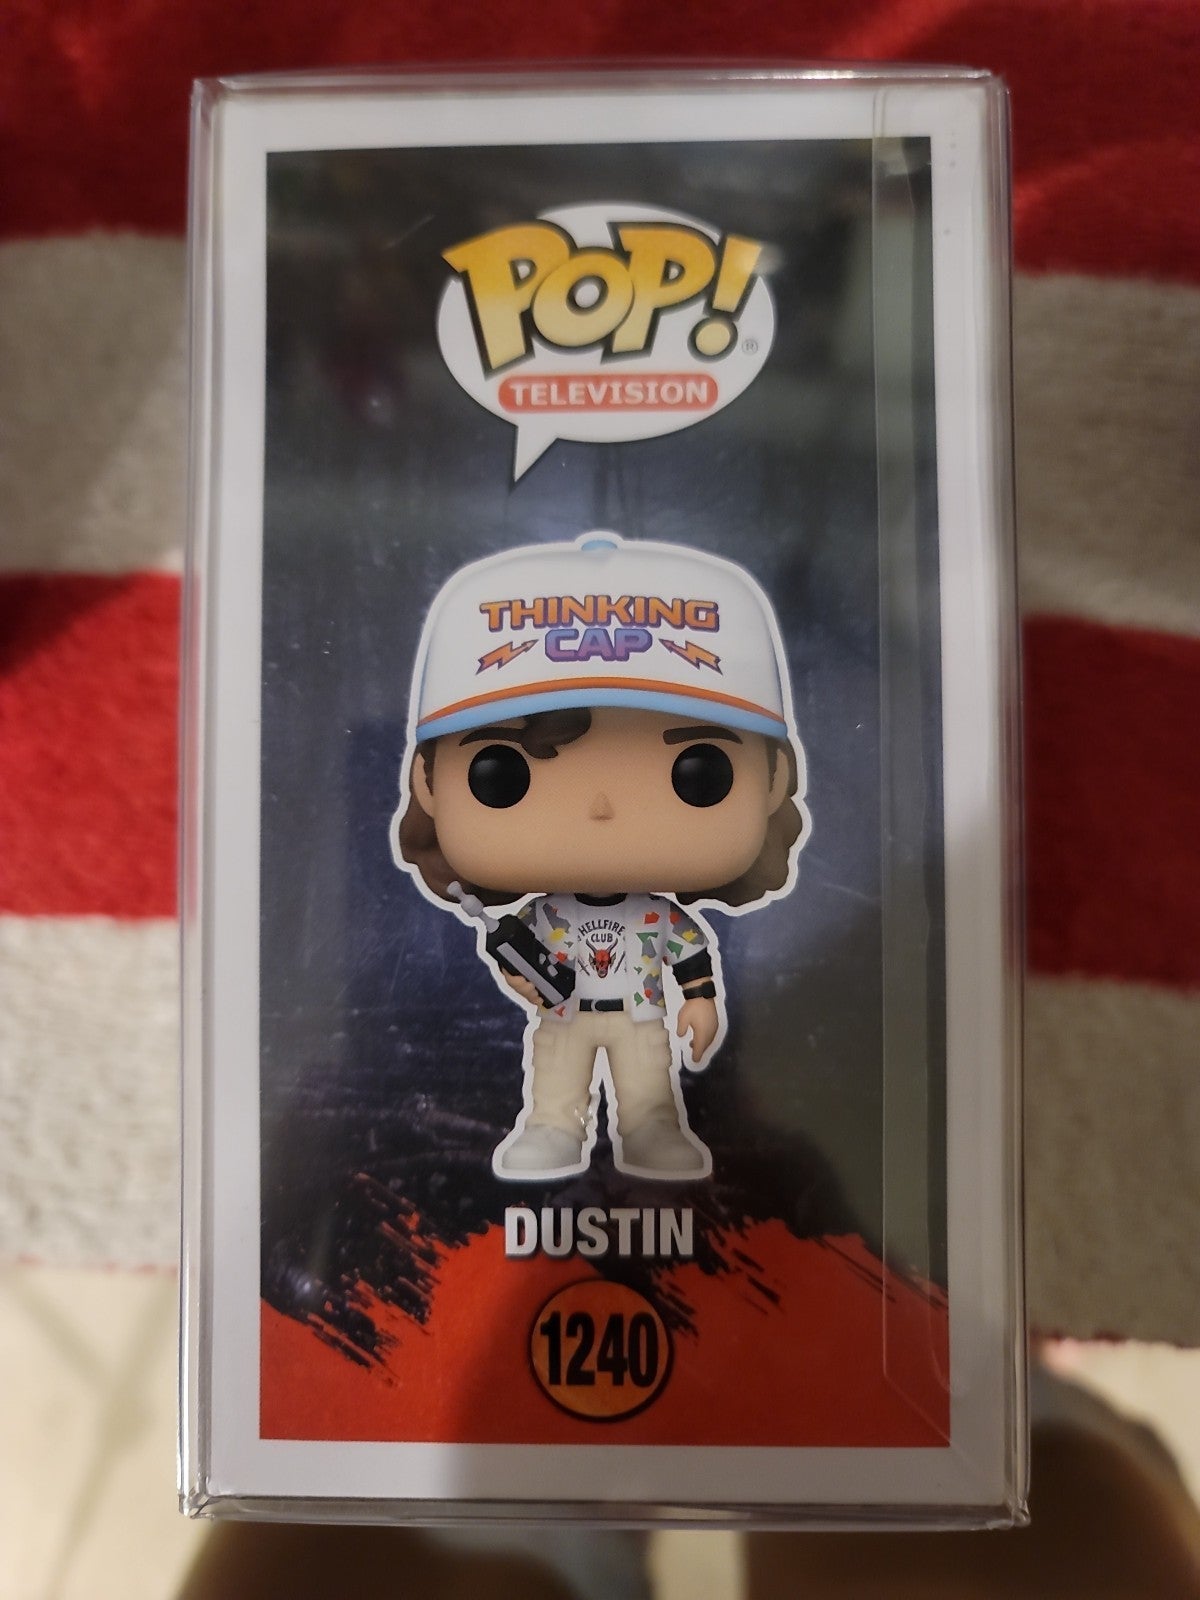 POP!
®
TELEVISION
THINKING
CAP
HELLFIRE
CLUB
DUSTIN
1240